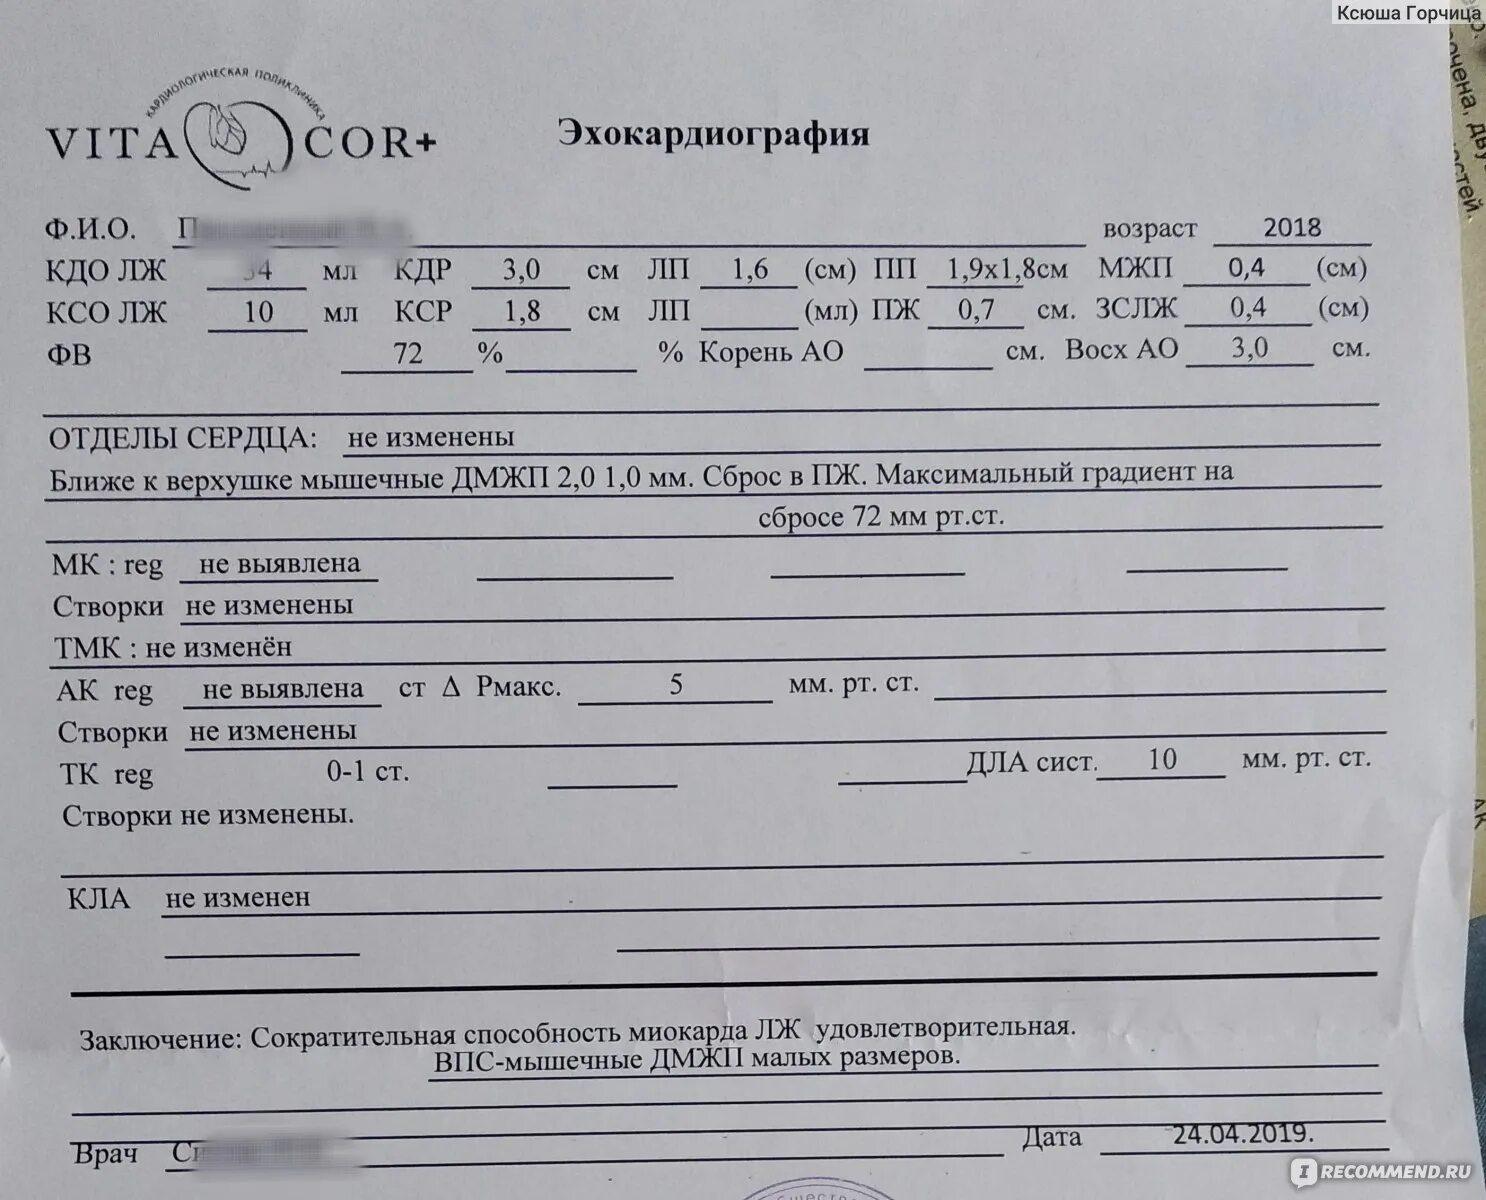 Ксюша Горчица
КАРДИОЛОГИЧЕСКАЯ ПОЛИКЛИНИКА
VITA COR+
Эхокардиография
Ф.И.О. возраст 2018
КДО ЛЖ мл КДР 3,0 см ЛП 1,6 (см) ПП 1,9х1,8см МЖП 0,4 (см)
КСО ЛЖ 10 мл КСР 1,8 см ЛП (мл) ПЖ 0,7 см. ЗСЛЖ 0,4 (см)
ФВ 72 % % Корень АО см. Восх АО 3,0 см.
ОТДЕЛЫ СЕРДЦА: не изменены
Ближе к верхушке мышечные ДМЖП 2,0 1,0 мм. Сброс в ПЖ. Максимальный градиент на
сбросе 72 мм рт.ст.
МК : reg не выявлена
Створки не изменены
ТМК : не изменён
АК reg не выявлена ст Δ Рмакс. 5 мм. рт. ст.
Створки не изменены
ТК reg 0-1 ст. ДЛА сист. 10 мм. рт. ст.
Створки не изменены.
КЛА не изменен
Заключение: Сократительная способность миокарда ЛЖ удовлетворительная.
ВПС-мышечные ДМЖП малых размеров.
Врач Дата 24.04.2019.
IRECOMMEND.RU